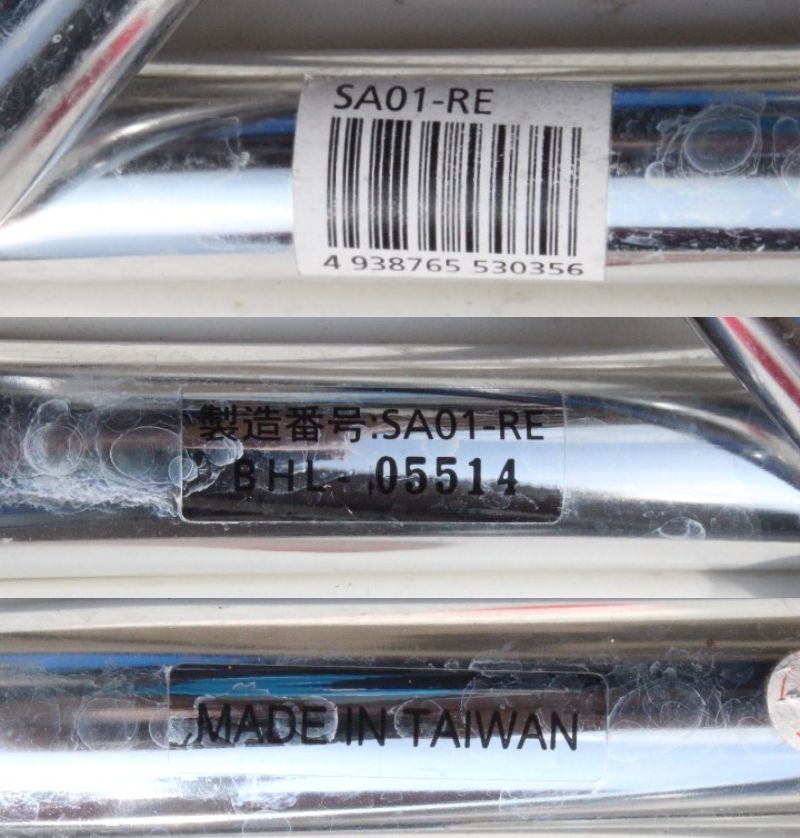 SA01-RE
4 938765 530356
製造番号:SA01-RE
BHL- 05514
MADE IN TAIWAN